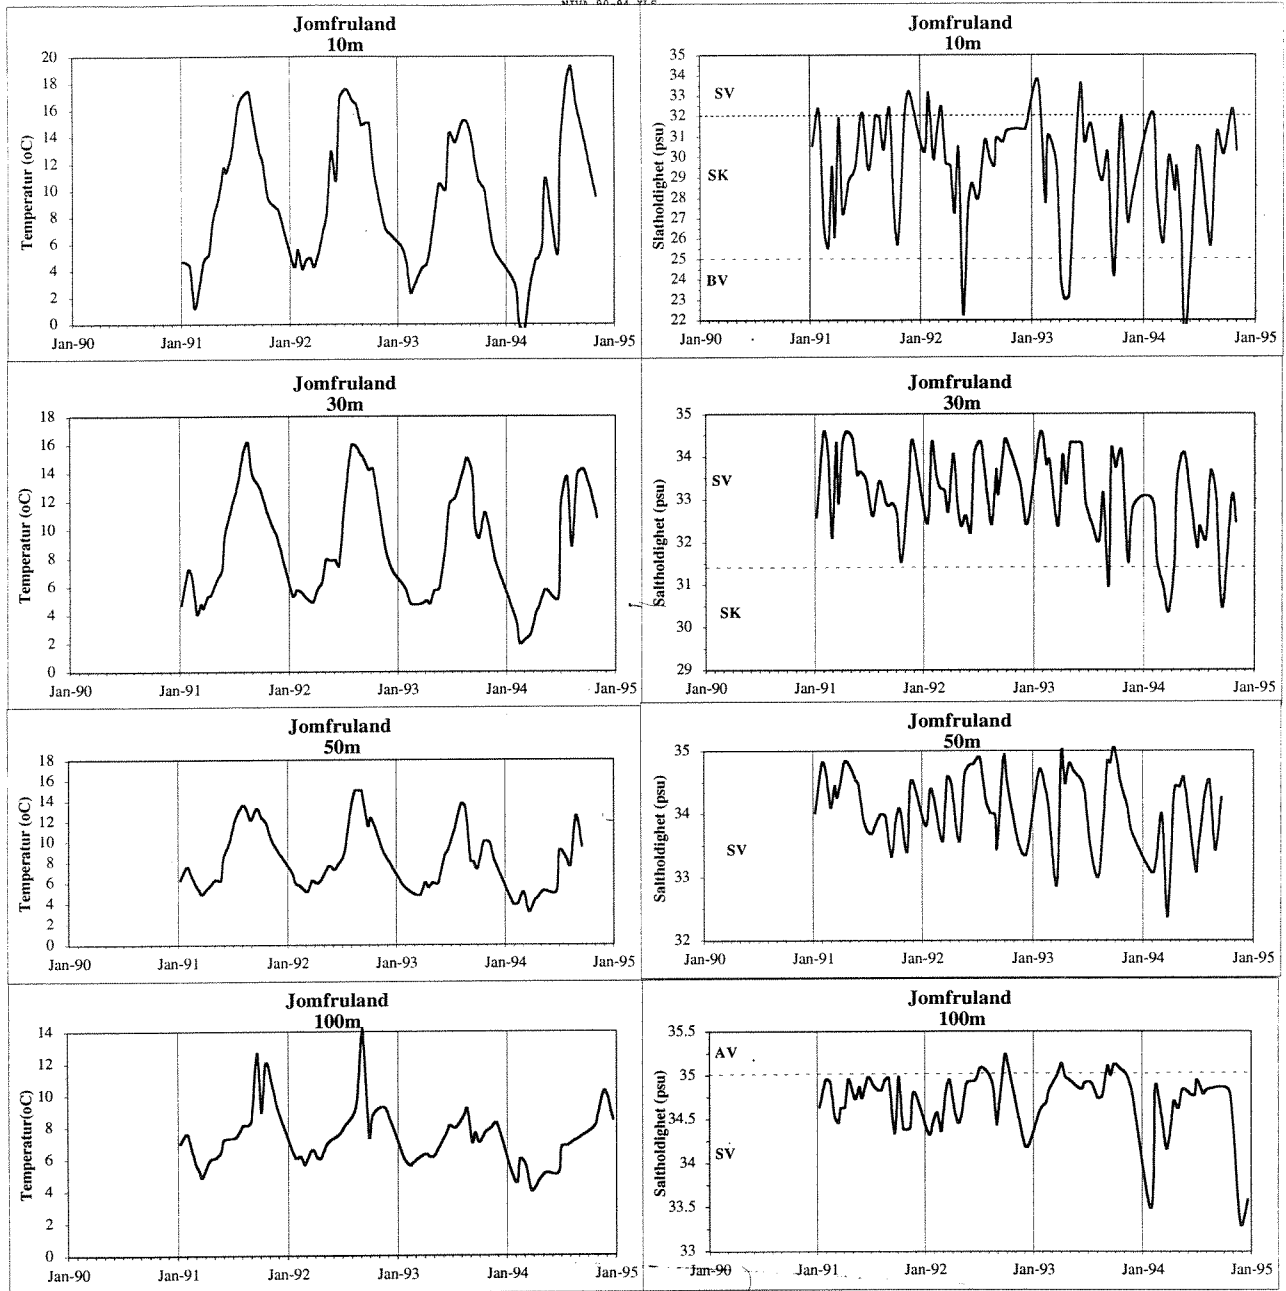 NIVA 90-94 XLS
Jomfruland
10m
Temperatur (oC)
20
18
16
14
12
10
8
6
4
2
0
Jan-90 Jan-91 Jan-92 Jan-93 Jan-94 Jan-95
Jomfruland
10m
Slatholdighet (psu)
35
34
33
32
31
30
29
28
27
26
25
24
23
22
SV
SK
BV
Jan-90 Jan-91 Jan-92 Jan-93 Jan-94 Jan-95
Jomfruland
30m
Temperatur (oC)
18
16
14
12
10
8
6
4
2
0
Jan-90 Jan-91 Jan-92 Jan-93 Jan-94 Jan-95
Jomfruland
30m
Saltholdighet (psu)
35
34
33
32
31
30
29
SV
SK
Jan-90 Jan-91 Jan-92 Jan-93 Jan-94 Jan-95
Jomfruland
50m
Temperatur (oC)
18
16
14
12
10
8
6
4
2
0
Jan-90 Jan-91 Jan-92 Jan-93 Jan-94 Jan-95
Jomfruland
50m
Saltholdighet (psu)
35
34
33
32
SV
Jan-90 Jan-91 Jan-92 Jan-93 Jan-94 Jan-95
Jomfruland
100m
Temperatur(oC)
14
12
10
8
6
4
2
0
Jan-90 Jan-91 Jan-92 Jan-93 Jan-94 Jan-95
Jomfruland
100m
Saltholdighet (psu)
35.5
35
34.5
34
33.5
33
AV
SV
Jan-90 Jan-91 Jan-92 Jan-93 Jan-94 Jan-95